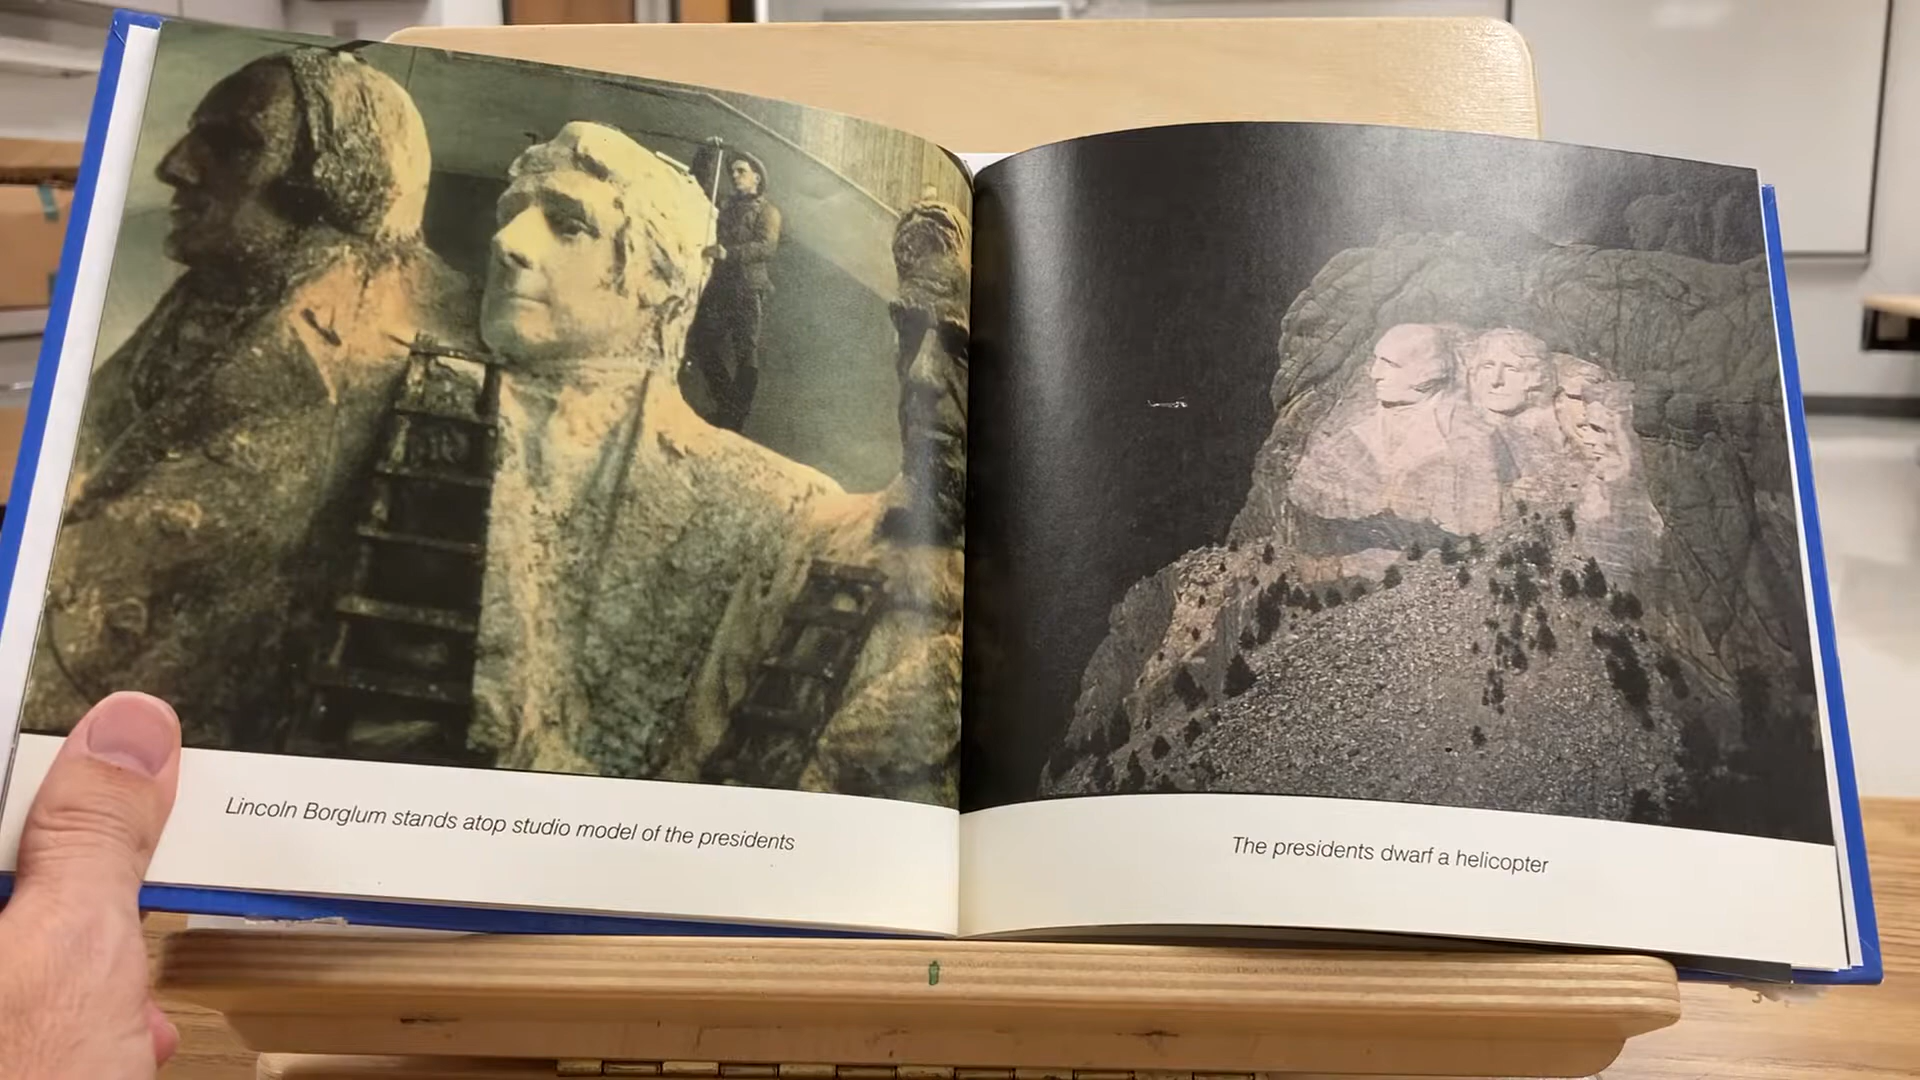 Lincoln Borglum stands atop studio model of the presidents
The presidents dwarf a helicopter